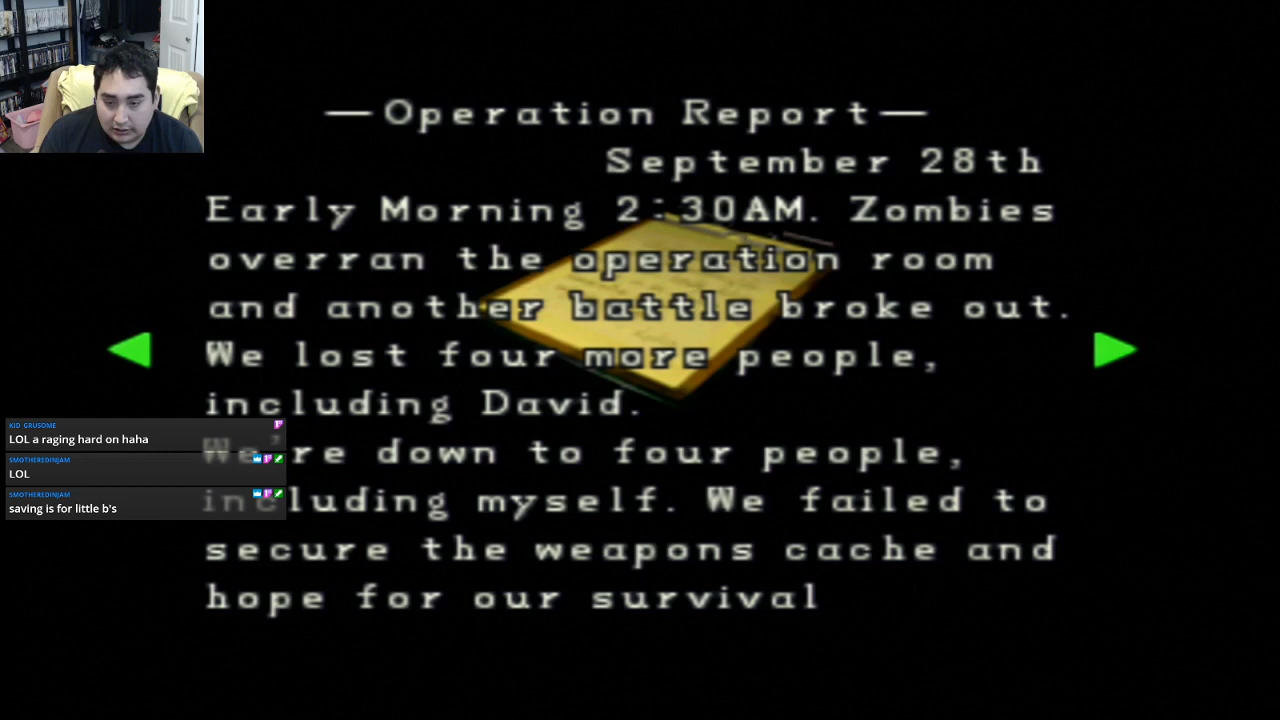 —Operation Report—
September 28th
Early Morning 2:30AM. Zombies
overran the operation room
and another battle broke out.
We lost four more people,
including David.
We're down to four people,
including myself. We failed to
secure the weapons cache and
hope for our survival
KID GRUSOME
LOL a raging hard on haha
SMOTHEREDINJAM
LOL
SMOTHEREDINJAM
saving is for little b's